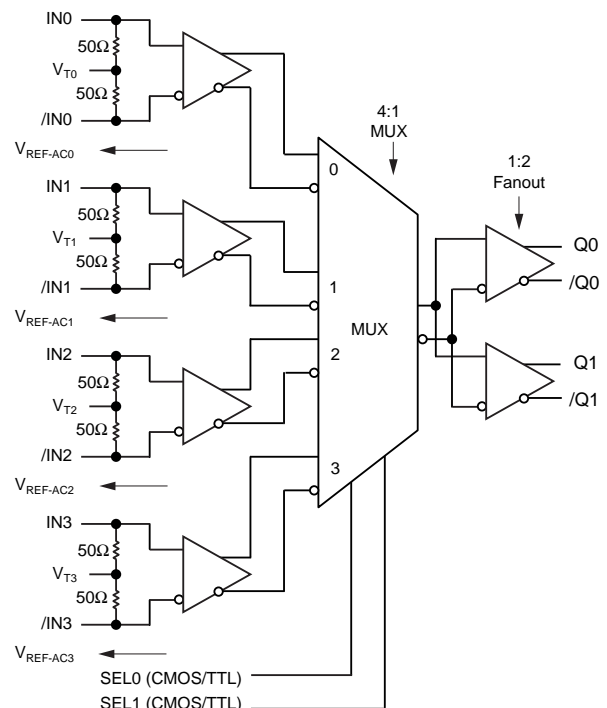 IN0
50Ω
VT0
50Ω
/IN0
VREF-AC0
IN1
50Ω
VT1
50Ω
/IN1
VREF-AC1
IN2
50Ω
VT2
50Ω
/IN2
VREF-AC2
IN3
50Ω
VT3
50Ω
/IN3
VREF-AC3
SEL0 (CMOS/TTL)
SEL1 (CMOS/TTL)
4:1
MUX
0
1
MUX
2
3
1:2
Fanout
Q0
/Q0
Q1
/Q1